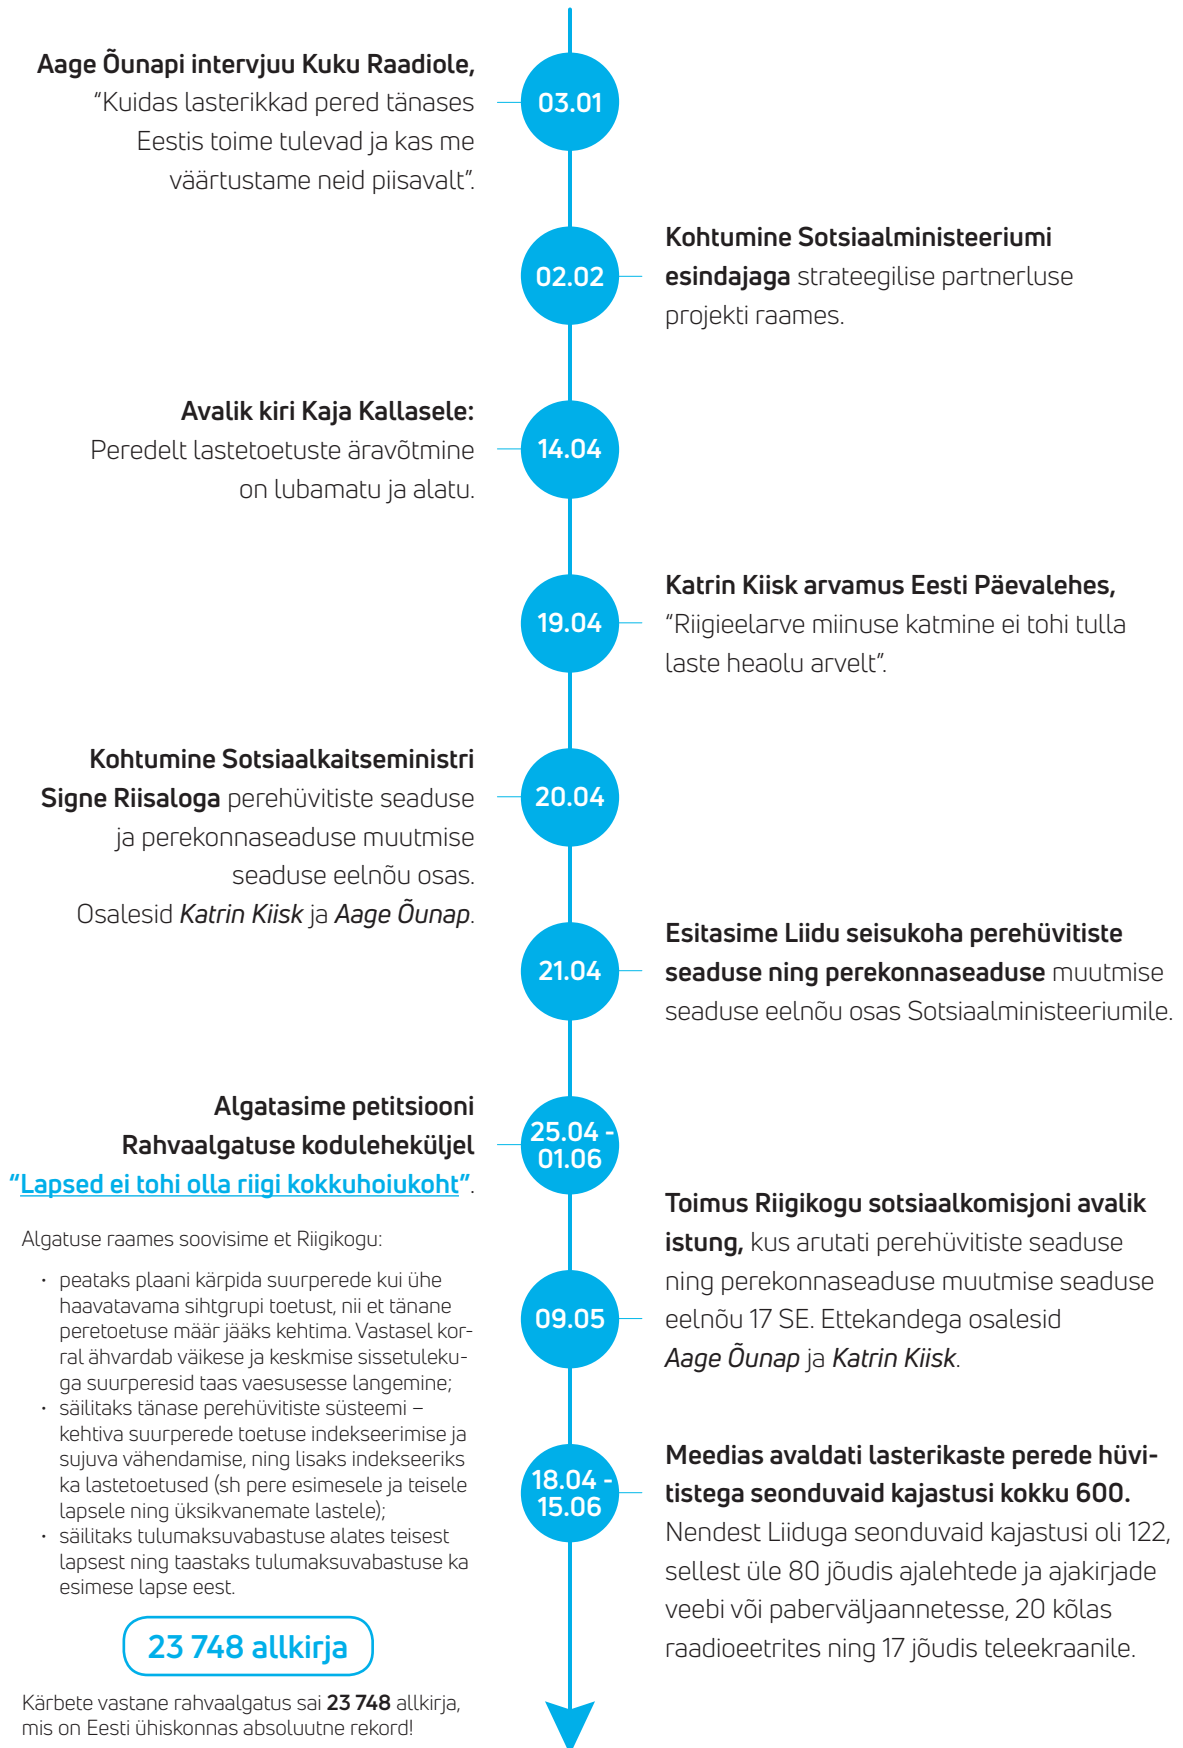 Aage Õunapi intervjuu Kuku Raadiole,
“Kuidas lasterikkad pered tänases
Eestis toime tulevad ja kas me
väärtustame neid piisavalt”.
03.01
02.02
Kohtumine Sotsiaalministeeriumi
esindajaga strateegilise partnerluse
projekti raames.
Avalik kiri Kaja Kallasele:
Peredelt lastetoetuste äravõtmine
on lubamatu ja alatu.
14.04
19.04
Katrin Kiisk arvamus Eesti Päevalehes,
“Riigieelarve miinuse katmine ei tohi tulla
laste heaolu arvelt”.
Kohtumine Sotsiaalkaitseministri
Signe Riisaloga perehüvitiste seaduse
ja perekonnaseaduse muutmise
seaduse eelnõu osas.
Osalesid Katrin Kiisk ja Aage Õunap.
20.04
21.04
Esitasime Liidu seisukoha perehüvitiste
seaduse ning perekonnaseaduse muutmise
seaduse eelnõu osas Sotsiaalministeeriumile.
Algatasime petitsiooni
Rahvaalgatuse koduleheküljel
“Lapsed ei tohi olla riigi kokkuhoiukoht”.
25.04 -
01.06
Algatuse raames soovisime et Riigikogu:
• peataks plaani kärpida suurperede kui ühe
haavatavama sihtgrupi toetust, nii et tänane
peretoetuse määr jääks kehtima. Vastasel kor-
ral ähvardab väikese ja keskmise sissetuleku-
ga suurperesid taas vaesusesse langemine;
• säilitaks tänase perehüvitiste süsteemi –
kehtiva suurperede toetuse indekseerimise ja
sujuva vähendamise, ning lisaks indekseeriks
ka lastetoetused (sh pere esimesele ja teisele
lapsele ning üksikvanemate lastele);
• säilitaks tulumaksuvabastuse alates teisest
lapsest ning taastaks tulumaksuvabastuse ka
esimese lapse eest.
23 748 allkirja
Kärbete vastane rahvaalgatus sai 23 748 allkirja,
mis on Eesti ühiskonnas absoluutne rekord!
09.05
Toimus Riigikogu sotsiaalkomisjoni avalik
istung, kus arutati perehüvitiste seaduse
ning perekonnaseaduse muutmise seaduse
eelnõu 17 SE. Ettekandega osalesid
Aage Õunap ja Katrin Kiisk.
18.04 -
15.06
Meedias avaldati lasterikaste perede hüvi-
tistega seonduvaid kajastusi kokku 600.
Nendest Liiduga seonduvaid kajastusi oli 122,
sellest üle 80 jõudis ajalehtede ja ajakirjade
veebi või paberväljaannetesse, 20 kõlas
raadioeetrites ning 17 jõudis teleekraanile.